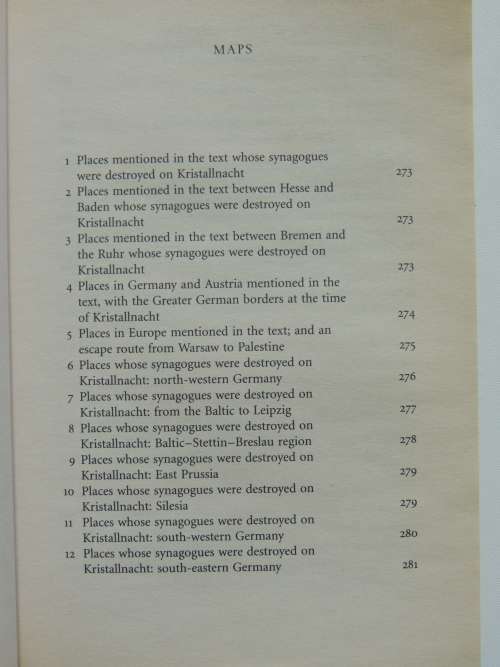 MAPS
1 Places mentioned in the text whose synagogues
were destroyed on Kristallnacht 273
2 Places mentioned in the text between Hesse and
Baden whose synagogues were destroyed on
Kristallnacht 273
3 Places mentioned in the text between Bremen and
the Ruhr whose synagogues were destroyed on
Kristallnacht 273
4 Places in Germany and Austria mentioned in the
text, with the Greater German borders at the time
of Kristallnacht 274
5 Places in Europe mentioned in the text; and an
escape route from Warsaw to Palestine 275
6 Places whose synagogues were destroyed on
Kristallnacht: north-western Germany 276
7 Places whose synagogues were destroyed on
Kristallnacht: from the Baltic to Leipzig 277
8 Places whose synagogues were destroyed on
Kristallnacht: Baltic–Stettin–Breslau region 278
9 Places whose synagogues were destroyed on
Kristallnacht: East Prussia 279
10 Places whose synagogues were destroyed on
Kristallnacht: Silesia 279
11 Places whose synagogues were destroyed on
Kristallnacht: south-western Germany 280
12 Places whose synagogues were destroyed on
Kristallnacht: south-eastern Germany 281